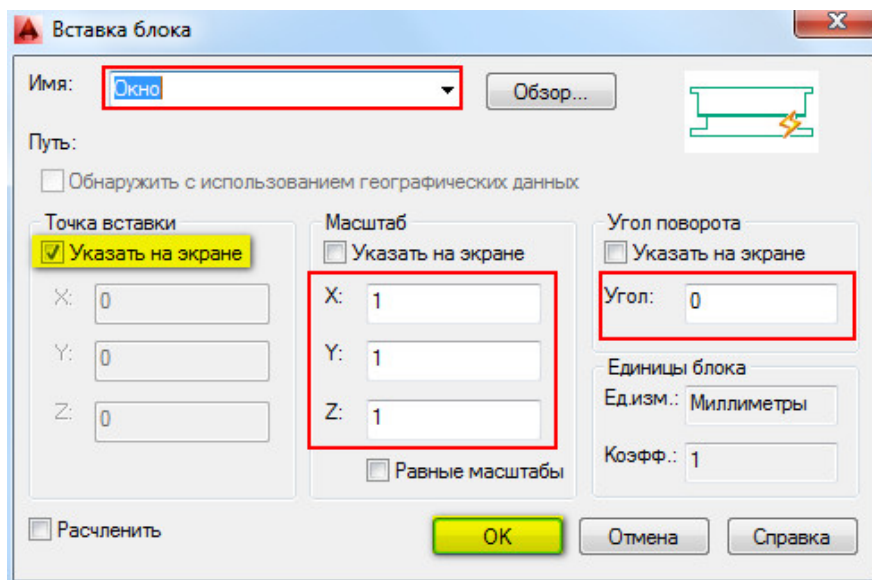 Вставка блока
Имя: Окно Обзор...
Путь:
Обнаружить с использованием географических данных
Точка вставки Масштаб Угол поворота
Указать на экране Указать на экране Указать на экране
X: 0 X: 1 Угол: 0
Y: 0 Y: 1 Единицы блока
Ед.изм.: Миллиметры
Z: 0 Z: 1
Коэфф.: 1
Равные масштабы
Расчленить OK Отмена Справка